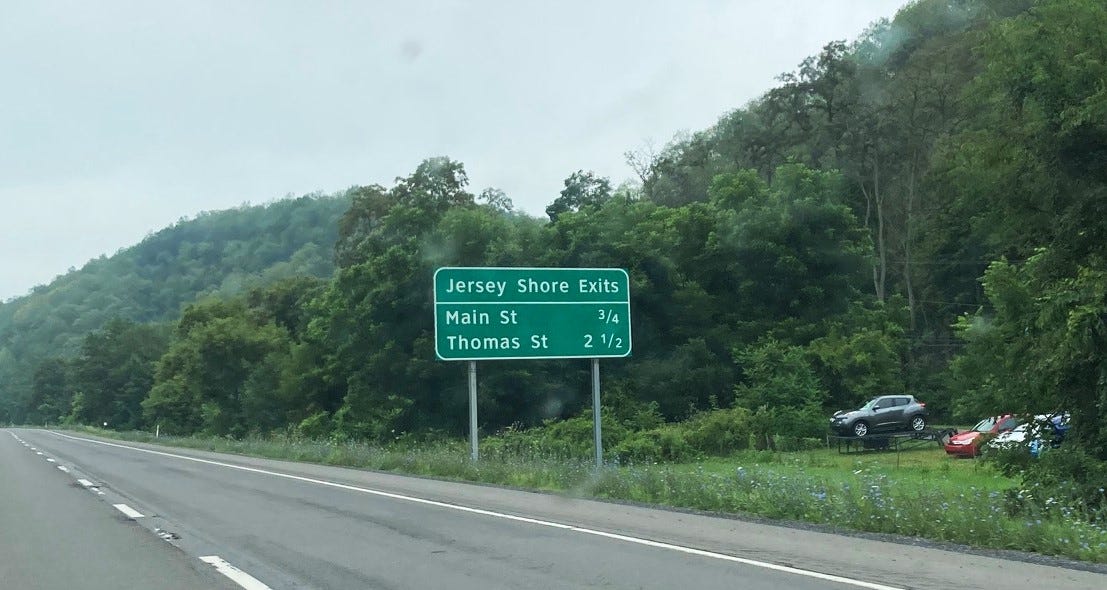 Jersey Shore Exits
Main St 3/4
Thomas St 2 1/2